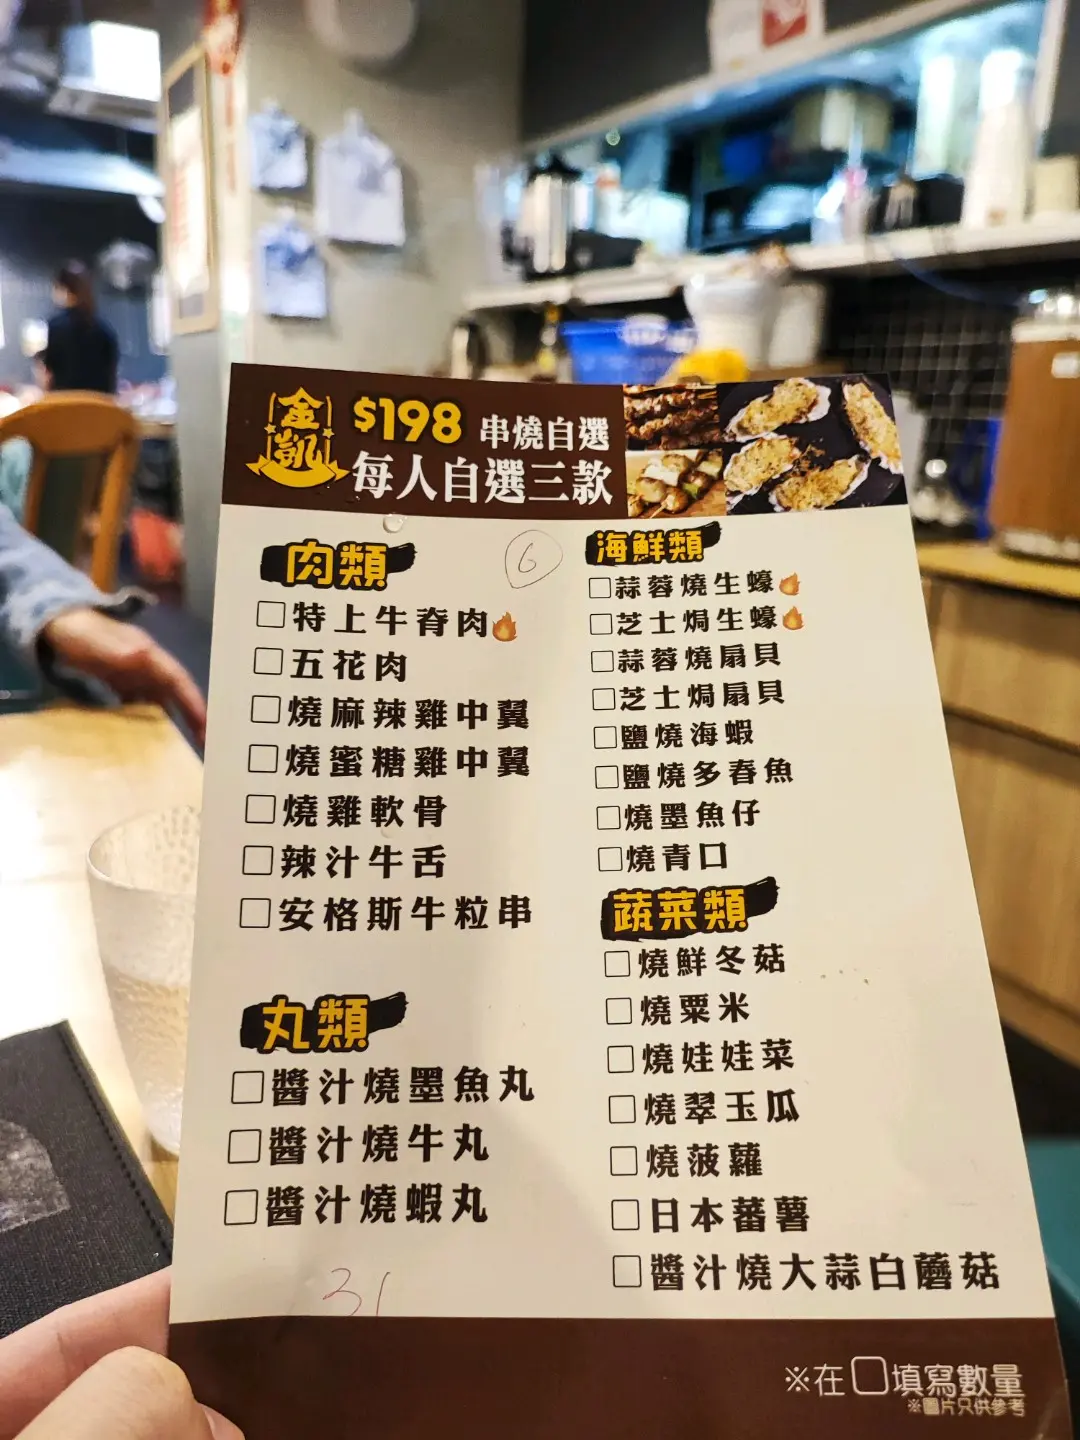 金凱
$198 串燒自選
每人自選三款
肉類
6
特上牛脊肉
五花肉
燒麻辣雞中翼
燒蜜糖雞中翼
燒雞軟骨
辣汁牛舌
安格斯牛粒串
丸類
醬汁燒墨魚丸
醬汁燒牛丸
醬汁燒蝦丸
31
海鮮類
蒜蓉燒生蠔
芝士焗生蠔
蒜蓉燒扇貝
芝士焗扇貝
鹽燒海蝦
鹽燒多春魚
燒墨魚仔
燒青口
蔬菜類
燒鮮冬菇
燒粟米
燒娃娃菜
燒翠玉瓜
燒菠蘿
日本蕃薯
醬汁燒大蒜白蘑菇
※在□填寫數量
※圖片只供參考